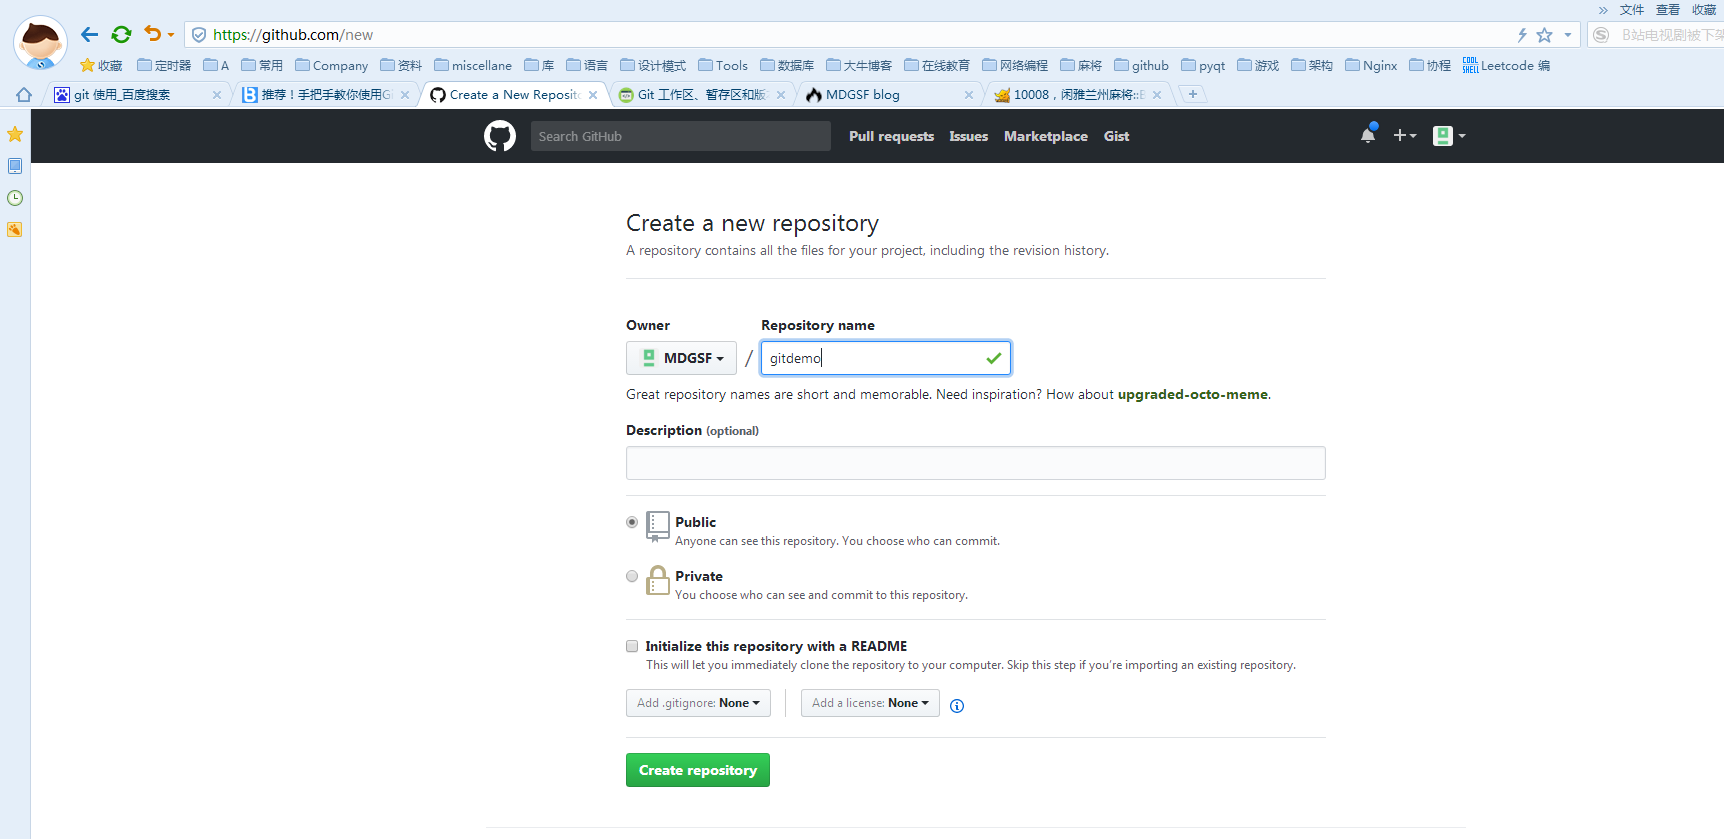 » 文件 查看 收藏
https://github.com/new
B站电视剧被下架
收藏 定时器 A 常用 Company 资料 miscellane 库 语言 设计模式 Tools 数据库 大牛博客 在线教育 网络编程 麻将 github pyqt 游戏 架构 Nginx 协程 COOL SHELL Leetcode 编
git 使用_百度搜索 推荐！手把手教你使用Gi Create a New Reposito Git 工作区、暂存区和版 MDGSF blog 10008，闲雅兰州麻将::B
Search GitHub Pull requests Issues Marketplace Gist
Create a new repository
A repository contains all the files for your project, including the revision history.
Owner Repository name
MDGSF / gitdemo
Great repository names are short and memorable. Need inspiration? How about upgraded-octo-meme.
Description (optional)
Public
Anyone can see this repository. You choose who can commit.
Private
You choose who can see and commit to this repository.
Initialize this repository with a README
This will let you immediately clone the repository to your computer. Skip this step if you're importing an existing repository.
Add .gitignore: None Add a license: None
Create repository